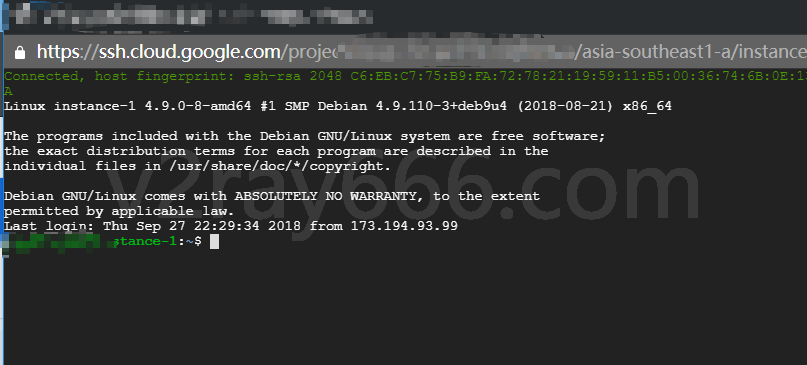 https://ssh.cloud.google.com/projec /asia-southeast1-a/instance
Connected, host fingerprint: ssh-rsa 2048 C6:EB:C7:75:B9:FA:72:78:21:19:59:11:B5:00:36:74:6B:0E:1
A
Linux instance-1 4.9.0-8-amd64 #1 SMP Debian 4.9.110-3+deb9u4 (2018-08-21) x86_64
The programs included with the Debian GNU/Linux system are free software;
the exact distribution terms for each program are described in the
individual files in /usr/share/doc/*/copyright.
v2ray666.com
Debian GNU/Linux comes with ABSOLUTELY NO WARRANTY, to the extent
permitted by applicable law.
Last login: Thu Sep 27 22:29:34 2018 from 173.194.93.99
stance-1:~$